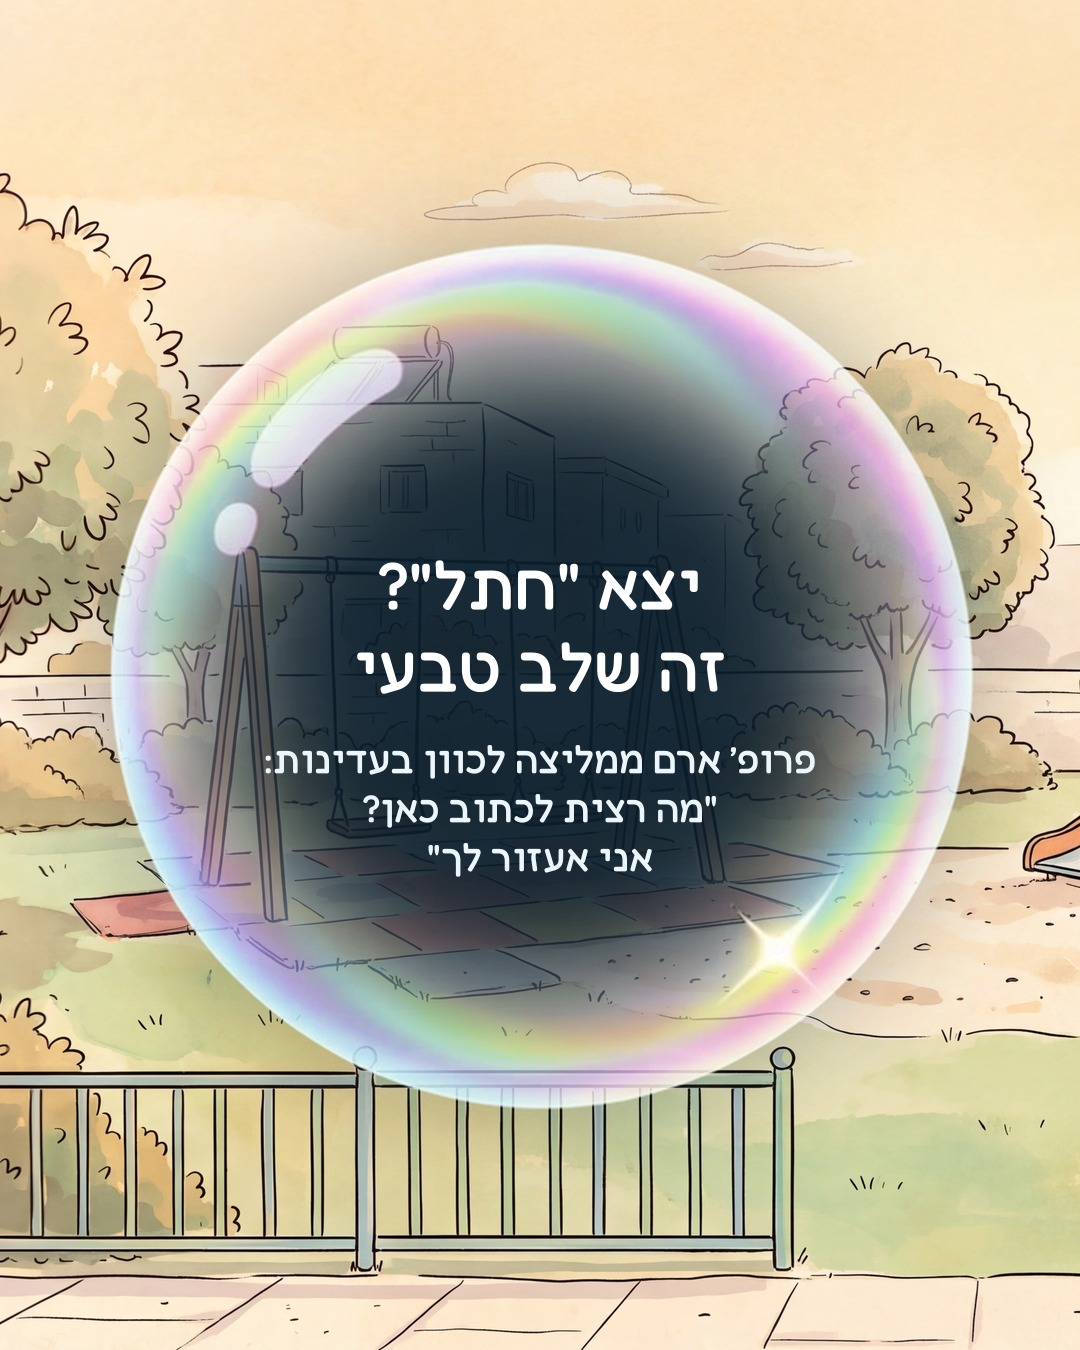 יצא "חתל"?
זה שלב טבעי
פרופ' ארם ממליצה לכוון בעדינות:
"מה רצית לכתוב כאן?
אני אעזור לך"